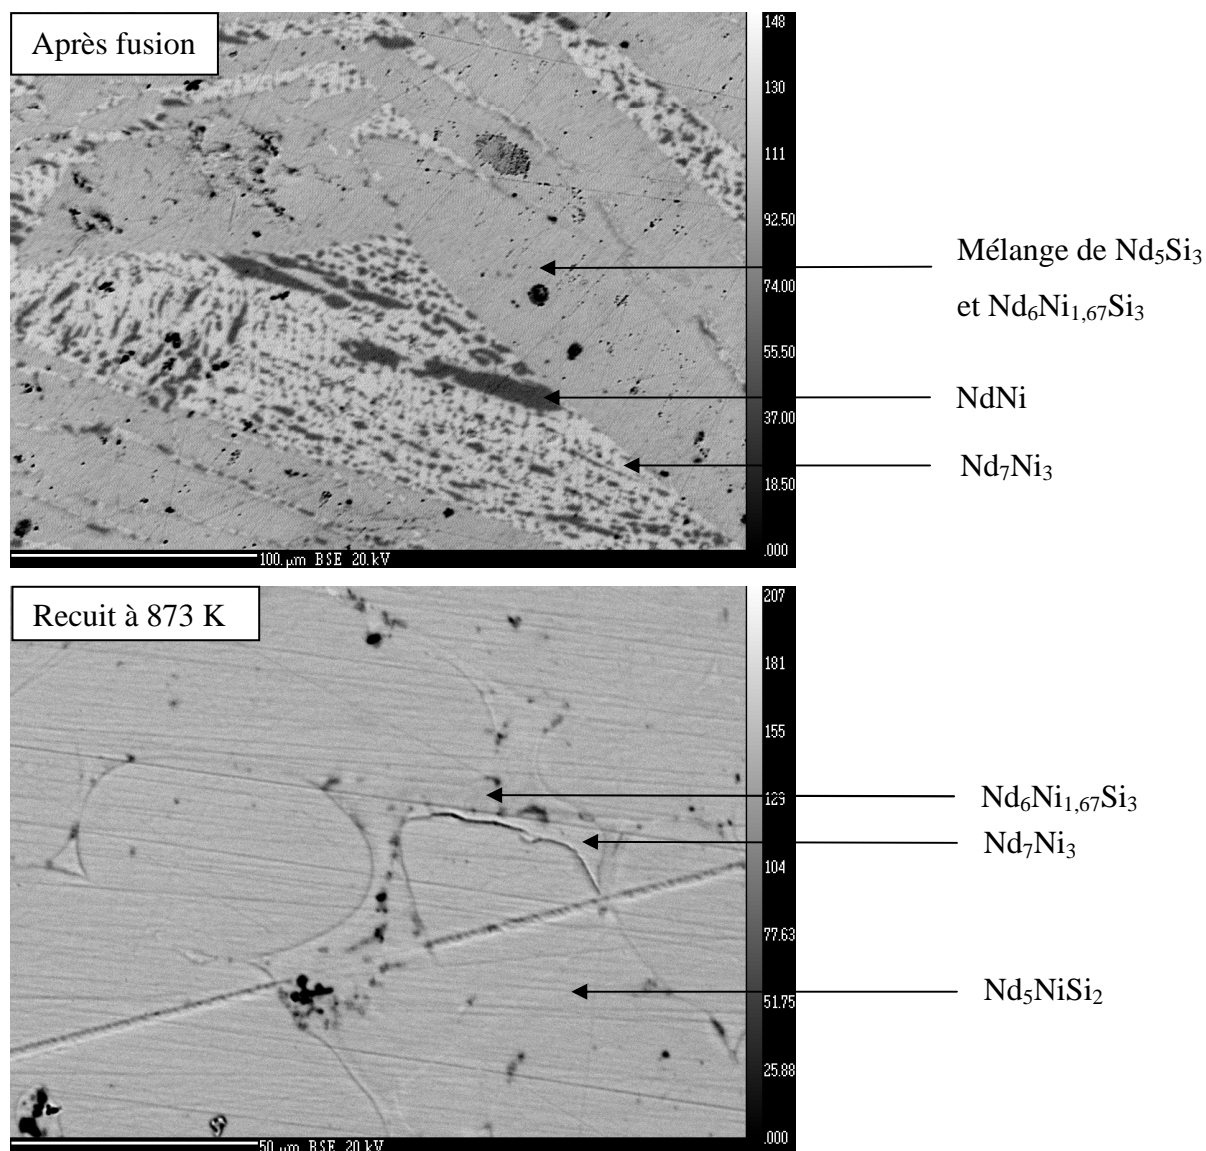 Après fusion
148
130
111
92.50
74.00
55.50
37.00
18.50
.000
Mélange de Nd₅Si₃
et Nd₆Ni₁,₆₇Si₃
NdNi
Nd₇Ni₃
100. µm BSE 20.kV
Recuit à 873 K
207
181
155
129
104
77.63
51.75
25.88
.000
Nd₆Ni₁,₆₇Si₃
Nd₇Ni₃
Nd₅NiSi₂
50 µm BSE 20 kV